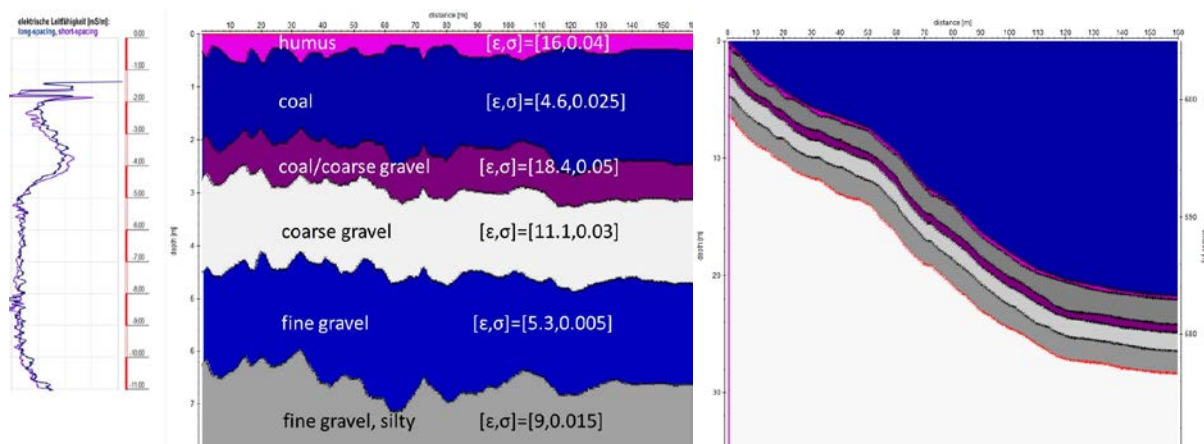 elektrische Leitfähigkeit [mS/m]:
long-spacing, short-spacing
0.00
-1.00
-2.00
-3.00
-4.00
-5.00
-6.00
-7.00
-8.00
-9.00
-10.00
-11.00
distance [m]
10 20 30 40 50 60 70 80 90 100 110 120 130 140 150
depth [m]
0
1
2
3
4
5
6
7
humus [ε,σ]=[16,0.04]
coal [ε,σ]=[4.6,0.025]
coal/coarse gravel [ε,σ]=[18.4,0.05]
coarse gravel [ε,σ]=[11.1,0.03]
fine gravel [ε,σ]=[5.3,0.005]
fine gravel, silty [ε,σ]=[9,0.015]
distance [m]
0 10 20 30 40 50 60 70 80 90 100 110 120 130 140 150 160
depth [m]
0
10
20
30